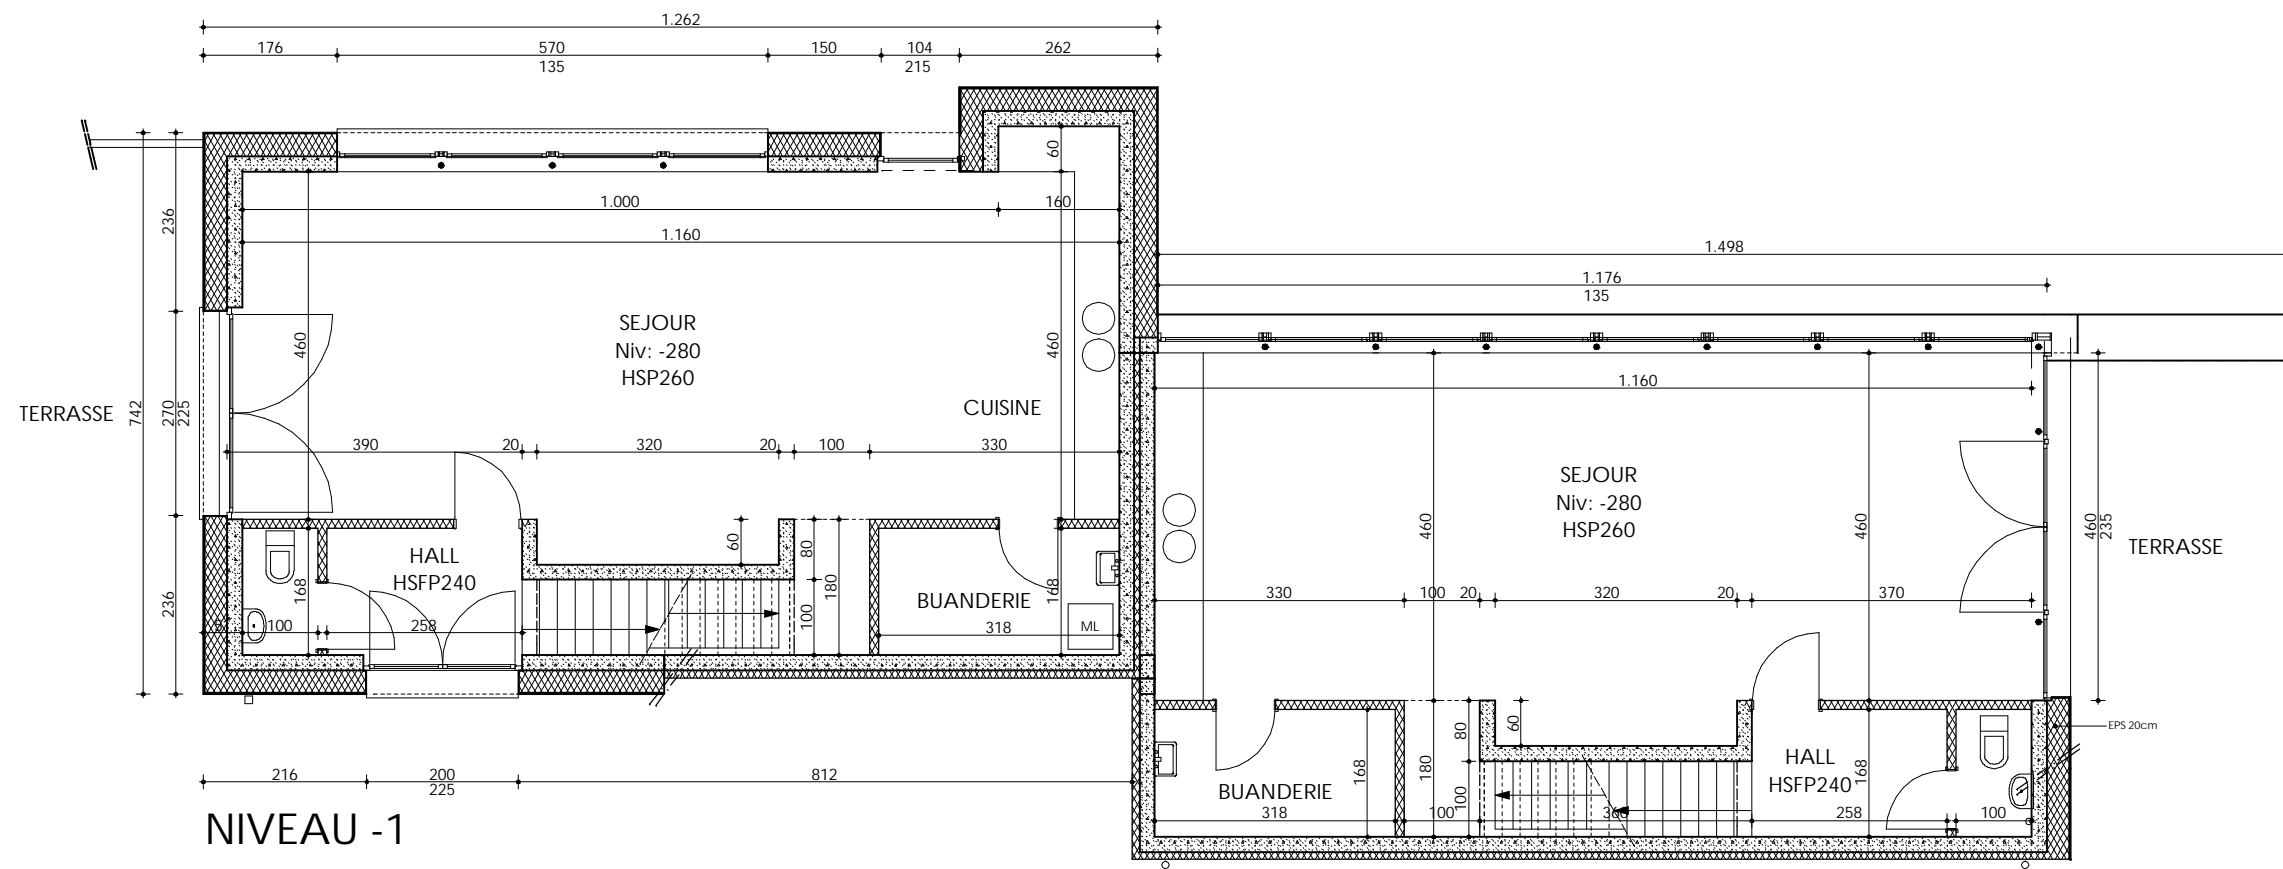 1.262
176 570 150 104 262
135 215
60
236
1.000 160
1.160
1.498
1.176
135
SEJOUR
Niv: -280
HSP260
460
460
CUISINE
TERRASSE
742
270
225
1.160
390 20 320 20 100 330
SEJOUR
Niv: -280
HSP260
460
460
460
235
TERRASSE
HALL
HSFP240
60
80
180
100
168
168
BUANDERIE
318
ML
236
100
258
330 100 20 320 20 370
EPS 20cm
60
80
180
100
168
168
HALL
HSFP240
BUANDERIE
318 100 360 258 100
216 200 812
225
NIVEAU -1